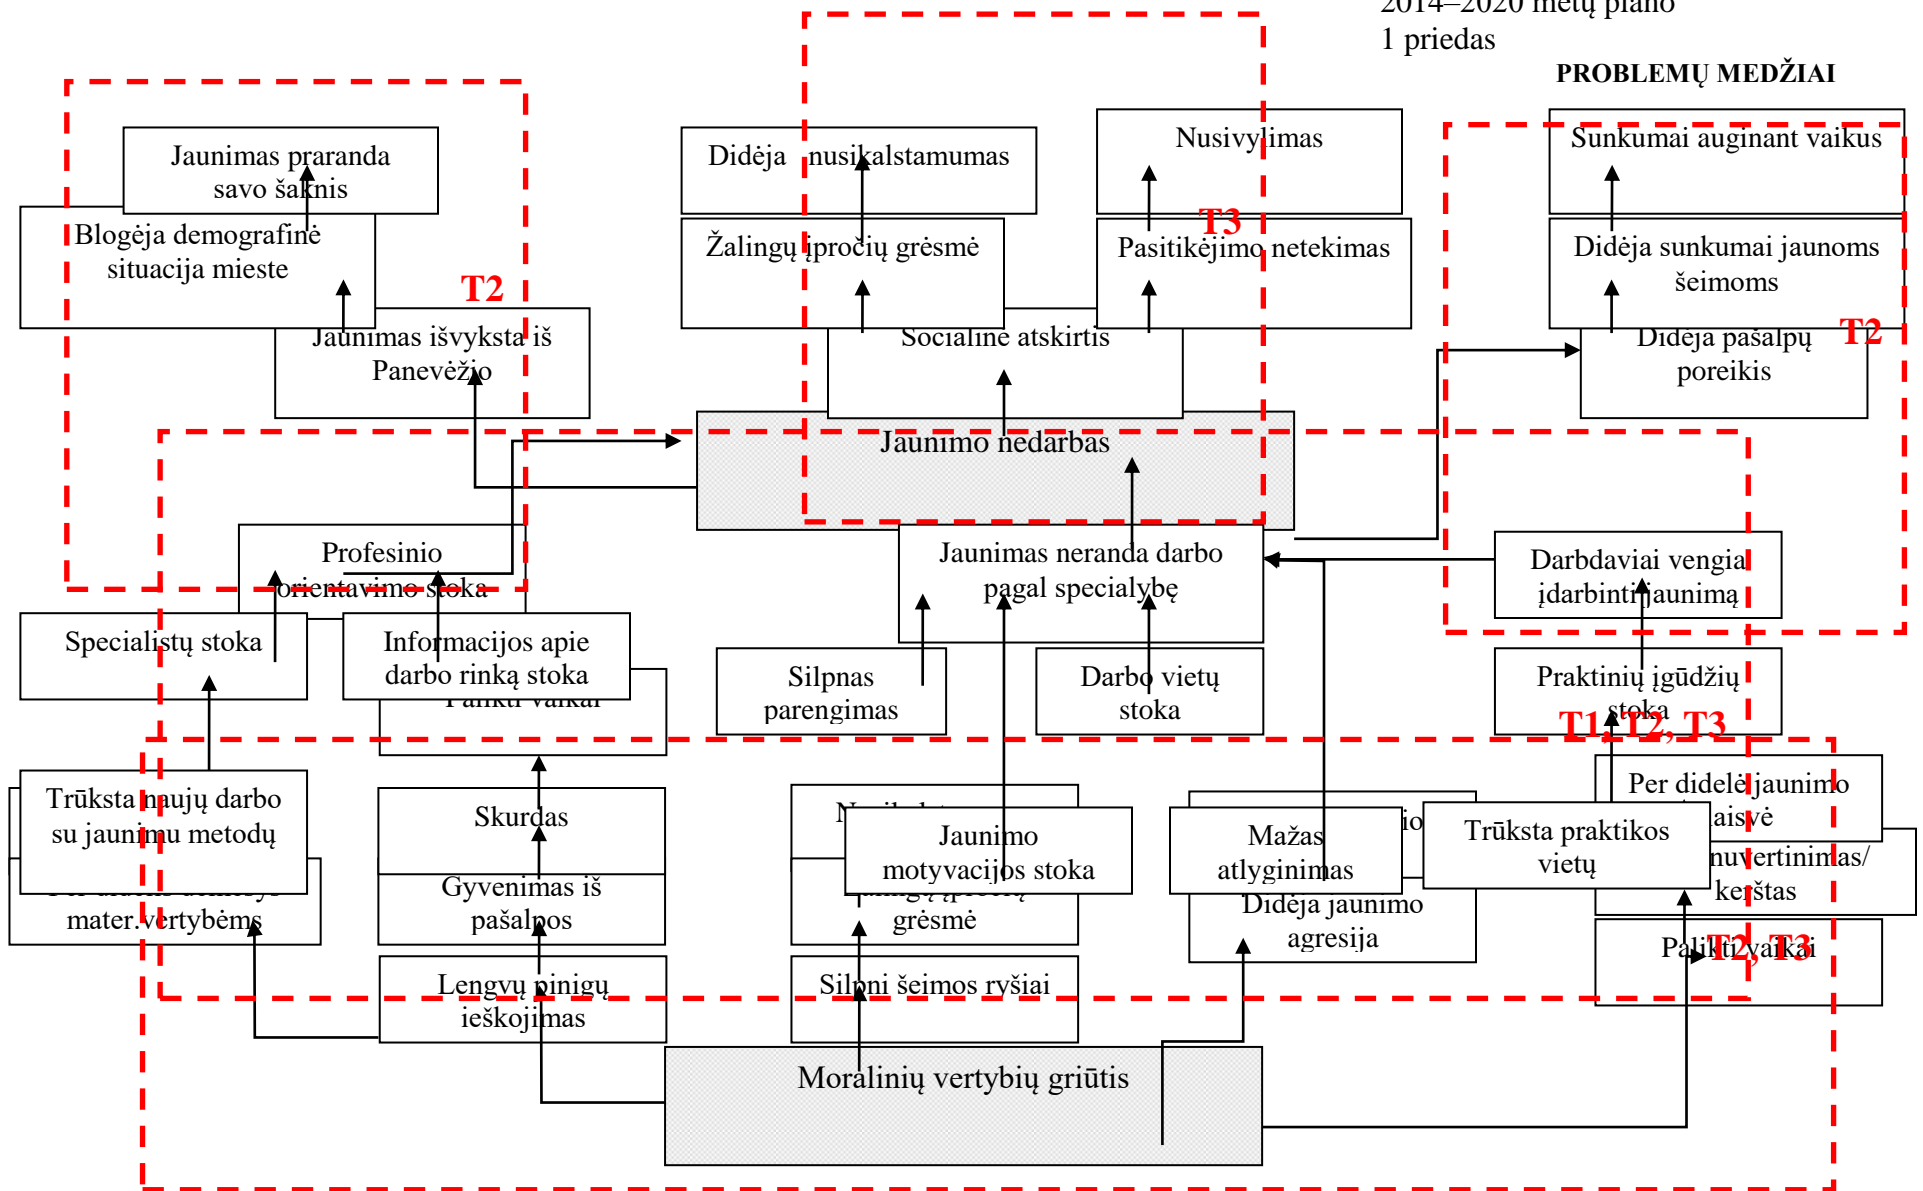 2014–2020 metų plano
1 priedas
PROBLEMŲ MEDŽIAI
Jaunimas praranda
savo šaknis
Didėja nusikalstamumas
Nusivylimas
Sunkumai auginant vaikus
Blogėja demografinė
situacija mieste
Žalingų įpročių grėsmė
T3
Pasitikėjimo netekimas
Didėja sunkumai jaunoms
šeimoms
T2
Jaunimas išvyksta iš
Panevėžio
Socialinė atskirtis
Didėja pašalpų
poreikis
T2
Jaunimo nedarbas
Profesinio
orientavimo stoka
Jaunimas neranda darbo
pagal specialybę
Darbdaviai vengia
įdarbinti jaunimą
Specialistų stoka
Informacijos apie
darbo rinką stoka
Palikti vaikai
Silpnas
parengimas
Darbo vietų
stoka
Praktinių įgūdžių
stoka
T1, T2, T3
Trūksta naujų darbo
su jaunimu metodų
Skurdas
Jaunimo
motyvacijos stoka
Mažas
atlyginimas
Trūksta praktikos
vietų
Per didelė jaunimo
laisvė
nuvertinimas/
kerštas
mater.vertybėms
Gyvenimas iš
pašalpos
grėsmė
Didėja jaunimo
agresija
Palikti vaikai
T2, T3
Lengvų pinigų
ieškojimas
Silpni šeimos ryšiai
Moralinių vertybių griūtis